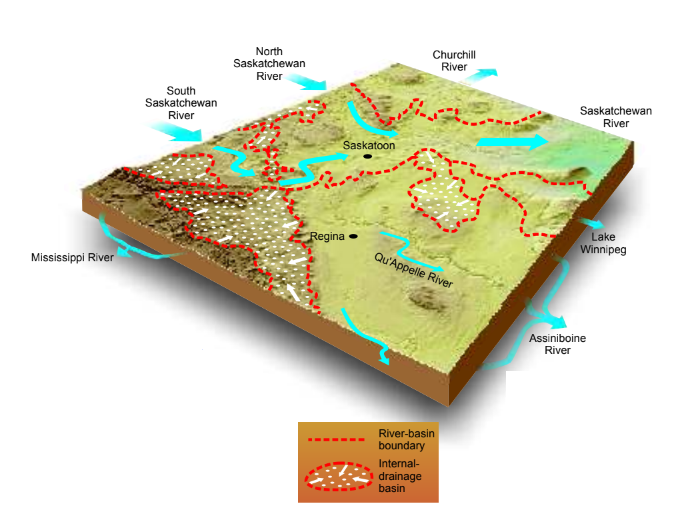 North
Saskatchewan
River
Churchill
River
South
Saskatchewan
River
Saskatchewan
River
Saskatoon
Regina
Qu'Appelle River
Mississippi River
Lake
Winnipeg
Assiniboine
River
River-basin
boundary
Internal-
drainage
basin